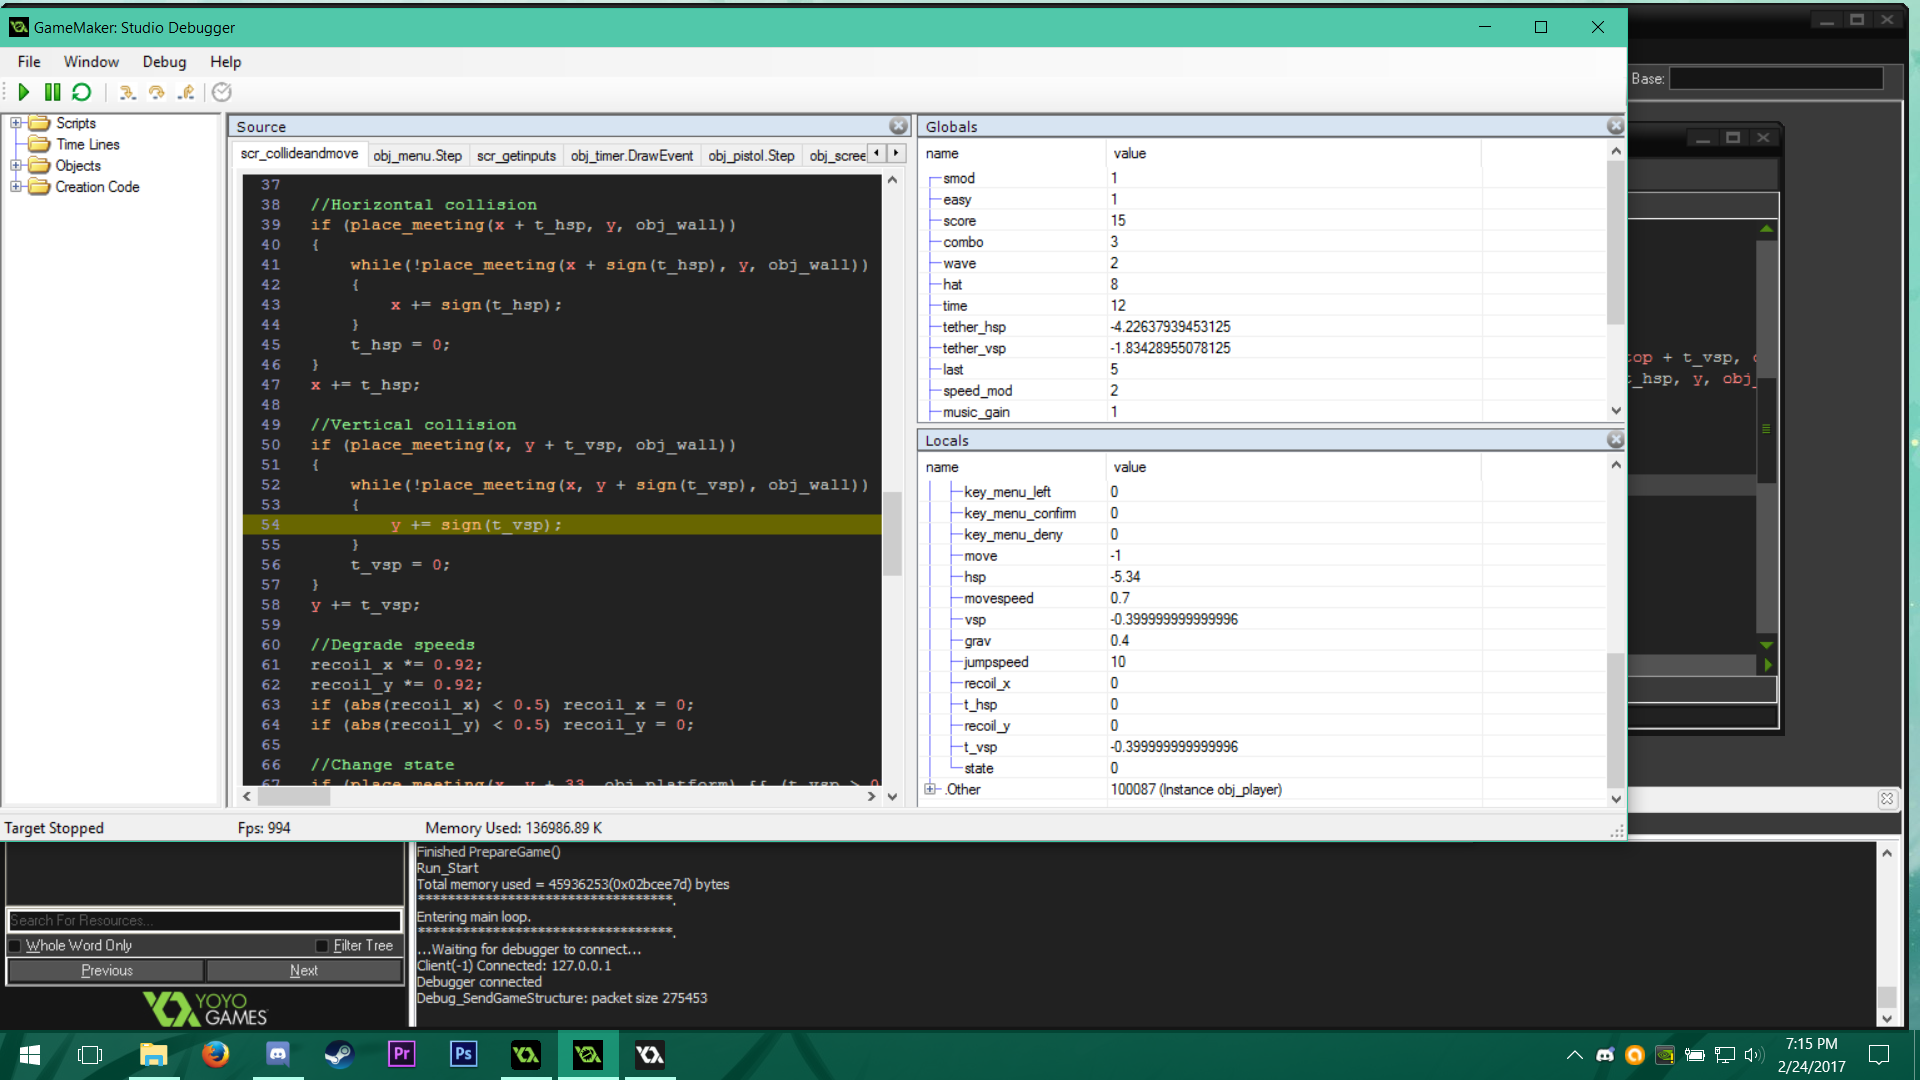 GameMaker: Studio Debugger
File Window Debug Help
Base:
Scripts
Time Lines
Objects
Creation Code
Source
scr_collideandmove obj_menu.Step scr_getinputs obj_timer.DrawEvent obj_pistol.Step obj_scree
37
38 //Horizontal collision
39 if (place_meeting(x + t_hsp, y, obj_wall))
40 {
41 while(!place_meeting(x + sign(t_hsp), y, obj_wall))
42 {
43 x += sign(t_hsp);
44 }
45 t_hsp = 0;
46 }
47 x += t_hsp;
48
49 //Vertical collision
50 if (place_meeting(x, y + t_vsp, obj_wall))
51 {
52 while(!place_meeting(x, y + sign(t_vsp), obj_wall))
53 {
54 y += sign(t_vsp);
55 }
56 t_vsp = 0;
57 }
58 y += t_vsp;
59
60 //Degrade speeds
61 recoil_x *= 0.92;
62 recoil_y *= 0.92;
63 if (abs(recoil_x) < 0.5) recoil_x = 0;
64 if (abs(recoil_y) < 0.5) recoil_y = 0;
65
66 //Change state
67 if (place_meeting(x, y + 33, obj_platform) && (t_vsp > 0
Globals
name value
smod 1
easy 1
score 15
combo 3
wave 2
hat 8
time 12
tether_hsp -4.22637939453125
tether_vsp -1.83428955078125
last 5
speed_mod 2
music_gain 1
Locals
name value
key_menu_left 0
key_menu_confirm 0
key_menu_deny 0
move -1
hsp -5.34
movespeed 0.7
vsp -0.399999999999996
grav 0.4
jumpspeed 10
recoil_x 0
t_hsp 0
recoil_y 0
t_vsp -0.399999999999996
state 0
.Other 100087 (Instance obj_player)
top + t_vsp,
t_hsp, y, obj_
Target Stopped Fps: 994 Memory Used: 136986.89 K
Finished PrepareGame()
Run_Start
Total memory used = 45936253(0x02bcee7d) bytes
**********************************.
Entering main loop.
**********************************.
...Waiting for debugger to connect...
Client(-1) Connected: 127.0.0.1
Debugger connected
Debug_SendGameStructure: packet size 275453
Search For Resources...
Whole Word Only Filter Tree
Previous Next
YOYO
GAMES
Pr Ps
7:15 PM
2/24/2017